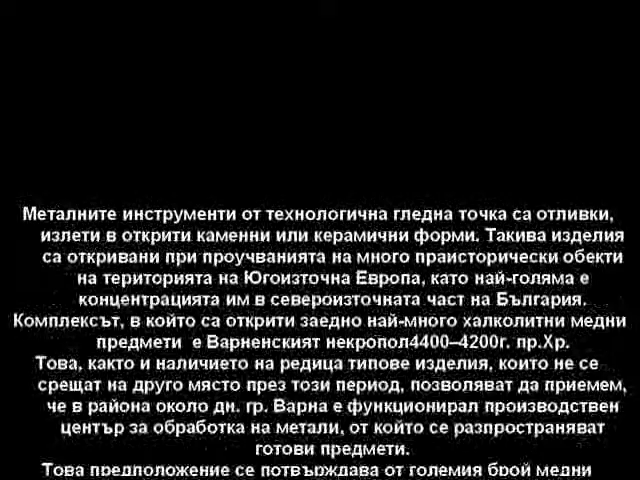 Металните инструменти от технологична гледна точка са отливки,
излети в открити каменни или керамични форми. Такива изделия
са откривани при проучванията на много праисторически обекти
на територията на Югоизточна Европа, като най-голяма е
концентрацията им в североизточната част на България.
Комплексът, в който са открити заедно най-много халколитни медни
предмети е Варненският некропол4400–4200г. пр.Хр.
Това, както и наличието на редица типове изделия, които не се
срещат на друго място през този период, позволяват да приемем,
че в района около дн. гр. Варна е функционирал производствен
център за обработка на метали, от който се разпространяват
готови предмети.
Това предположение се потвърждава от големия брой медни